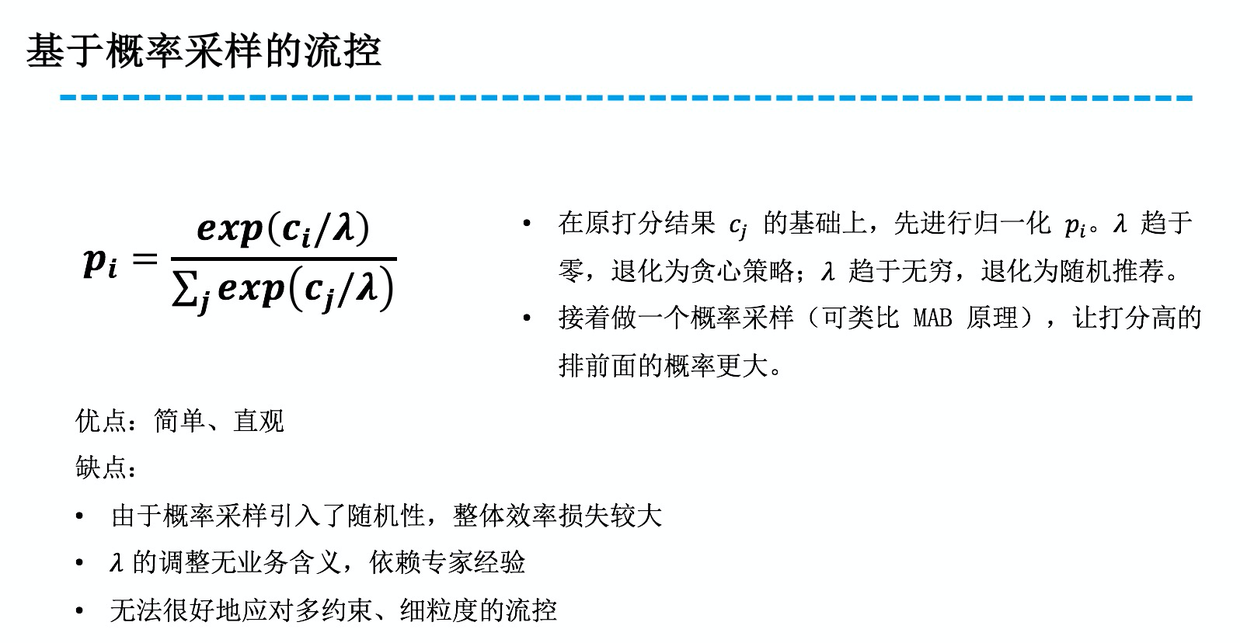 基于概率采样的流控
p_i = exp(c_i/λ) / ∑_j exp(c_j/λ)
• 在原打分结果 c_j 的基础上，先进行归一化 p_i。λ 趋于
零，退化为贪心策略；λ 趋于无穷，退化为随机推荐。
• 接着做一个概率采样（可类比 MAB 原理），让打分高的
排前面的概率更大。
优点：简单、直观
缺点：
• 由于概率采样引入了随机性，整体效率损失较大
• λ 的调整无业务含义，依赖专家经验
• 无法很好地应对多约束、细粒度的流控